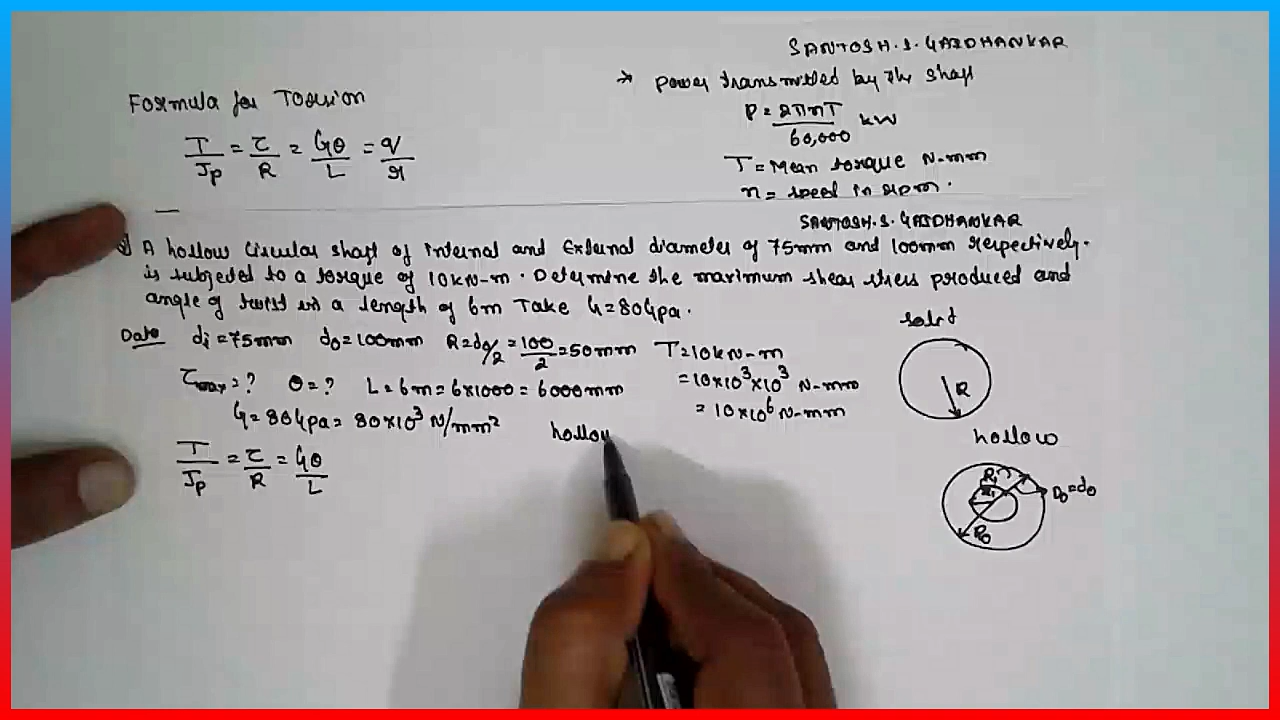 SANTOSH.S.GAIDHANKAR
Formula for Torsion
T/Jp = τ/R = Gθ/L = q/r
→ Power transmitted by the shaft
P = 2πnT/60,000 kW
T = Mean torque N-mm
n = speed in rpm.
SANTOSH.S.GAIDHANKAR
A hollow circular shaft of internal and External diameter of 75mm and 100mm respectively.
is subjected to a torque of 10kN-m. Determine the maximum shear stress produced and
angle of twist in a length of 6m Take G=80Gpa.
Data di=75mm do=100mm R=do/2=100/2=50mm T=10kN-m
=10×10³×10³ N-mm
=10×10⁶ N-mm
τmax=? θ=? L=6m=6×1000=6000mm
G=80Gpa=80×10³ N/mm²
T/Jp = τ/R = Gθ/L
hollow
solid
R
hollow
Do=do
Ro